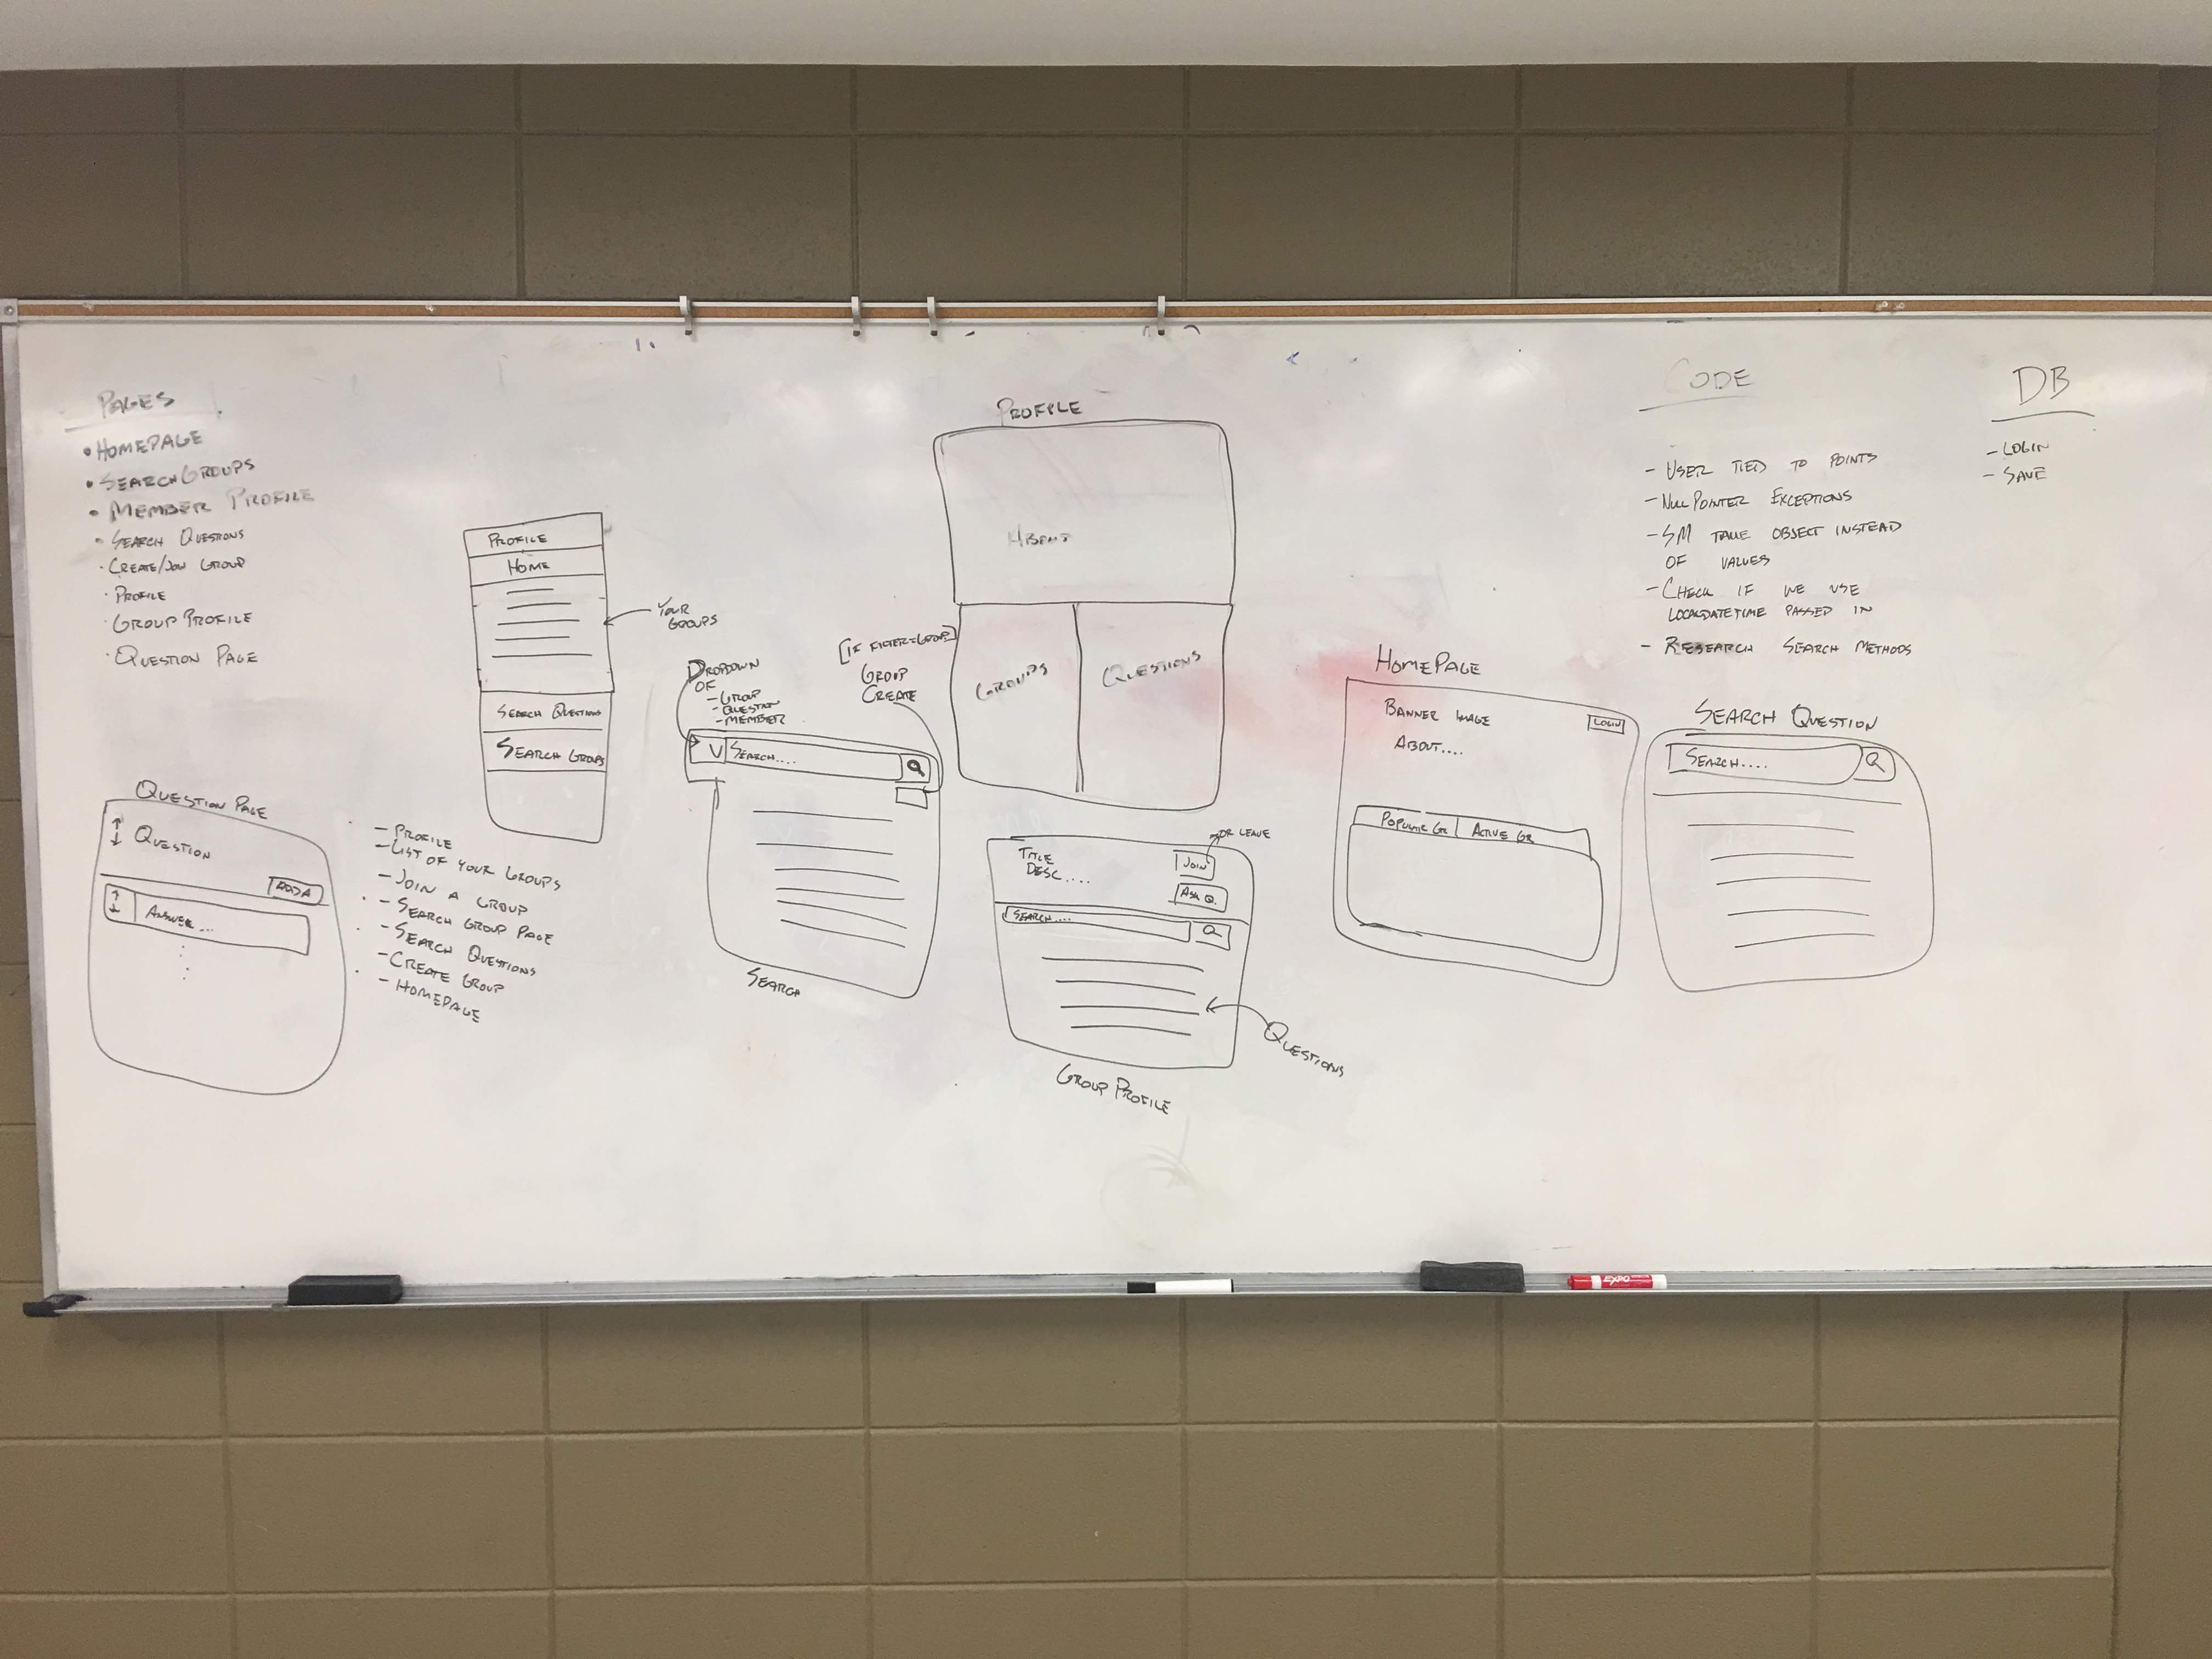 PAGES
• HOMEPAGE
• SEARCH GROUPS
• MEMBER PROFILE
• SEARCH QUESTIONS
• CREATE/JOIN GROUP
• PROFILE
• GROUP PROFILE
• QUESTION PAGE
QUESTION PAGE
QUESTION
ADD A
ANSWER...
- PROFILE
- LIST OF YOUR GROUPS
- JOIN A GROUP
- SEARCH GROUP PAGE
- SEARCH QUESTIONS
- CREATE GROUP
- HOMEPAGE
PROFILE
HOME
SEARCH QUESTIONS
SEARCH GROUPS
YOUR
GROUPS
DROPDOWN
OF
- GROUP
- QUESTION
- MEMBER
[IF FILTER=GROUP]
GROUP
CREATE
V SEARCH....
SEARCH
PROFILE
ABOUT
GROUPS
QUESTIONS
TITLE
DESC....
JOIN
OR LEAVE
ASK Q.
SEARCH....
QUESTIONS
GROUP PROFILE
HOMEPAGE
BANNER IMAGE
LOGIN
ABOUT....
POPULAR GR | ACTIVE GR
SEARCH QUESTION
SEARCH....
CODE
- USER TIED TO POINTS
- NULLPOINTER EXCEPTIONS
- SM TAKE OBJECT INSTEAD
OF VALUES
- CHECK IF WE USE
LOCALDATETIME PASSED IN
- RESEARCH SEARCH METHODS
DB
- LOGIN
- SAVE
EXPO